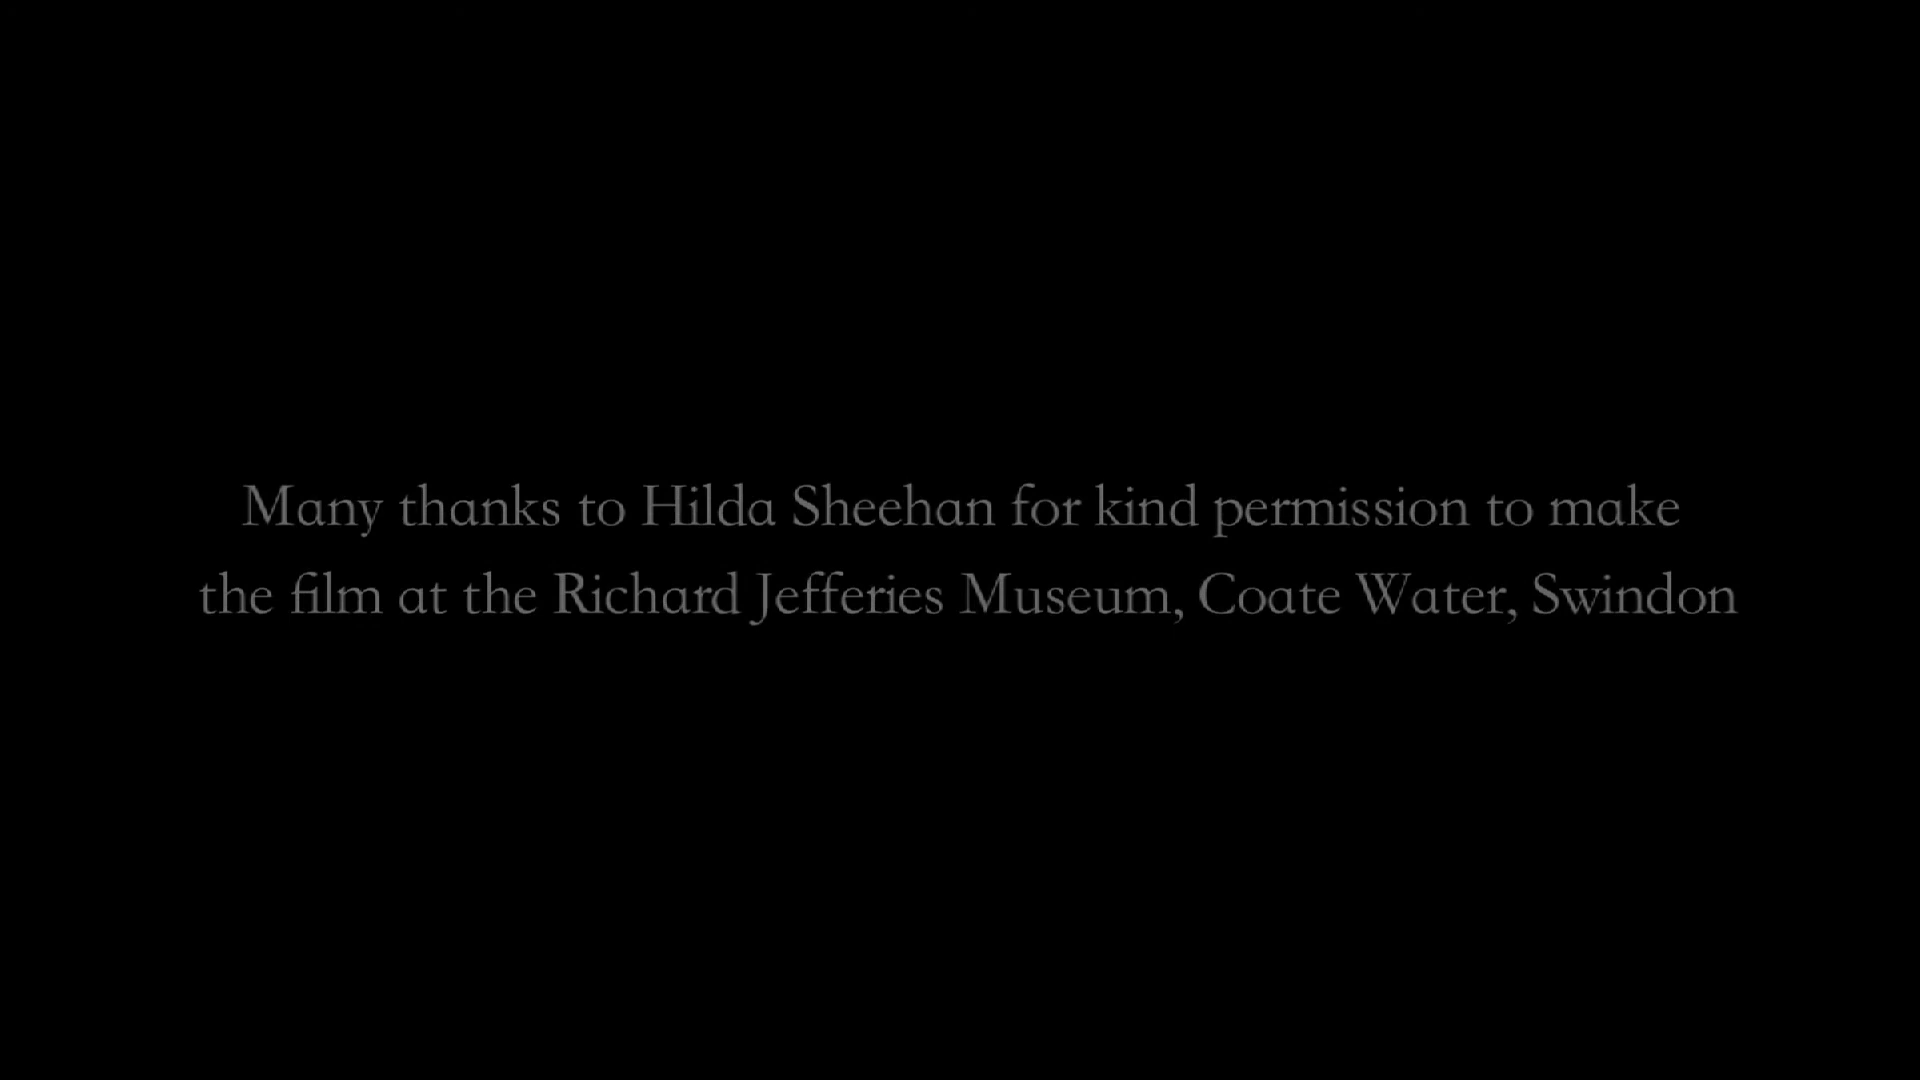 Many thanks to Hilda Sheehan for kind permission to make
the film at the Richard Jefferies Museum, Coate Water, Swindon